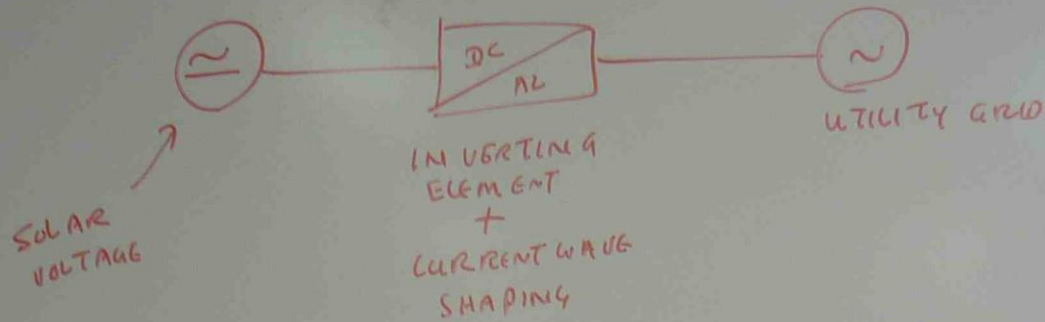 DC
AC
INVERTING
ELEMENT
+
CURRENT WAVE
SHAPING
UTILITY GRID
SOLAR
VOLTAGE